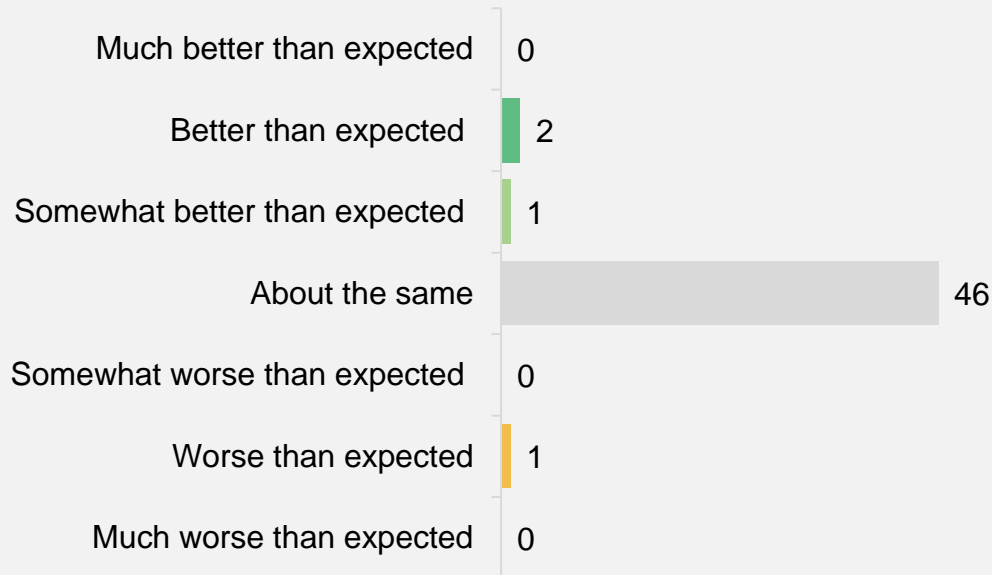 Much better than expected 0
Better than expected 2
Somewhat better than expected 1
About the same 46
Somewhat worse than expected 0
Worse than expected 1
Much worse than expected 0